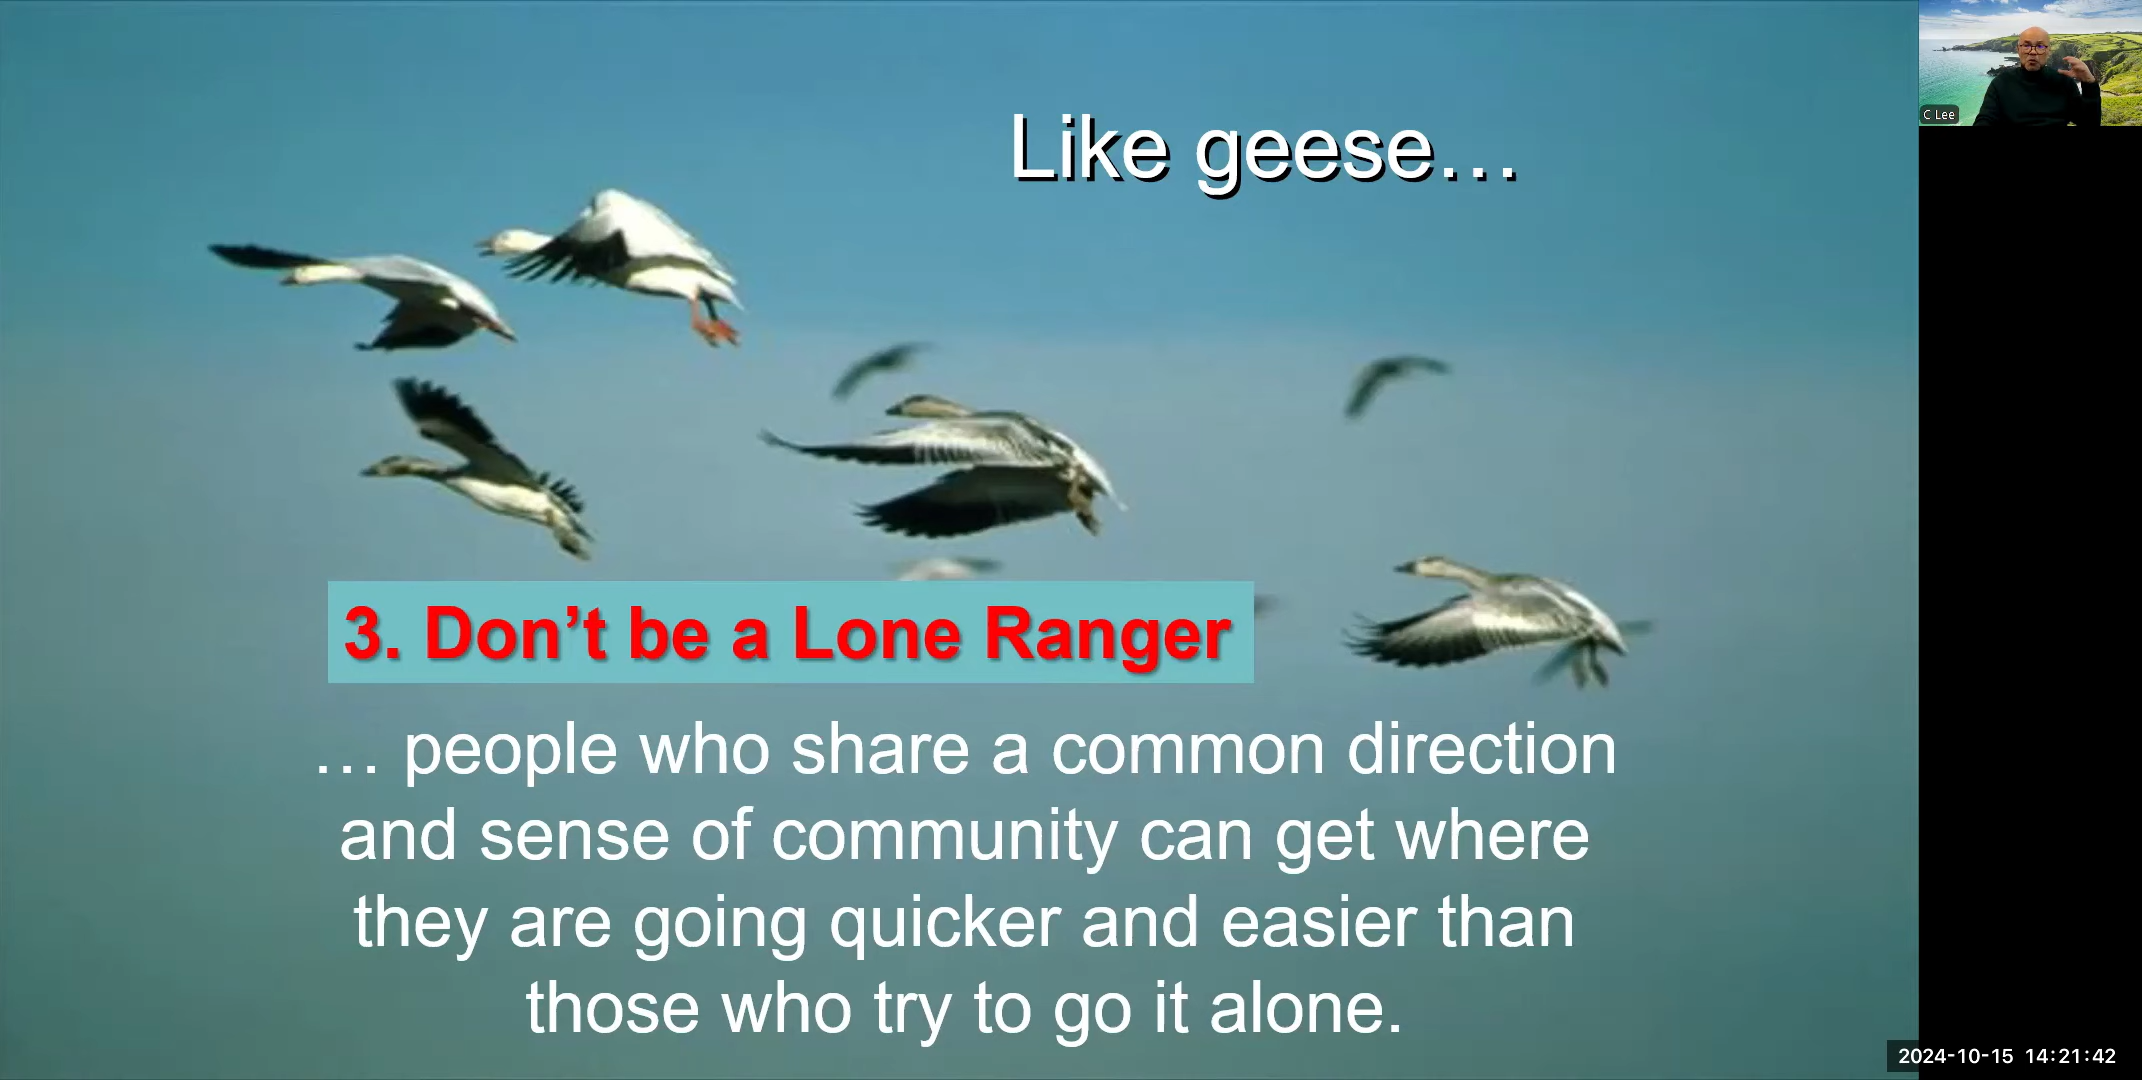 Like geese…
C Lee
3. Don’t be a Lone Ranger
… people who share a common direction
and sense of community can get where
they are going quicker and easier than
those who try to go it alone.
2024-10-15 14:21:42